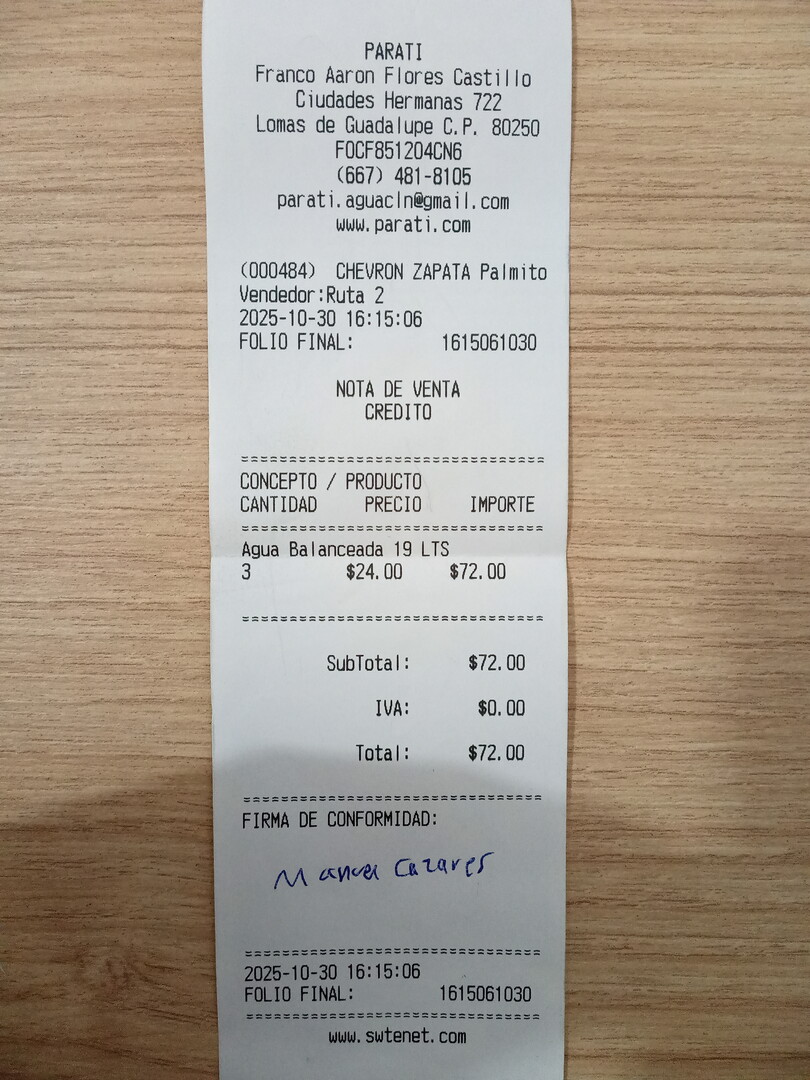 PARATI
Franco Aaron Flores Castillo
Ciudades Hermanas 722
Lomas de Guadalupe C.P. 80250
FOCF851204CN6
(667) 481-8105
parati.aguacln@gmail.com
www.parati.com
(000484) CHEVRON ZAPATA Palmito
Vendedor:Ruta 2
2025-10-30 16:15:06
FOLIO FINAL: 1615061030
NOTA DE VENTA
CREDITO
CONCEPTO / PRODUCTO
CANTIDAD PRECIO IMPORTE
Agua Balanceada 19 LTS
3 $24.00 $72.00
SubTotal: $72.00
IVA: $0.00
Total: $72.00
FIRMA DE CONFORMIDAD:
Manuel Cazares
2025-10-30 16:15:06
FOLIO FINAL: 1615061030
www.swtenet.com